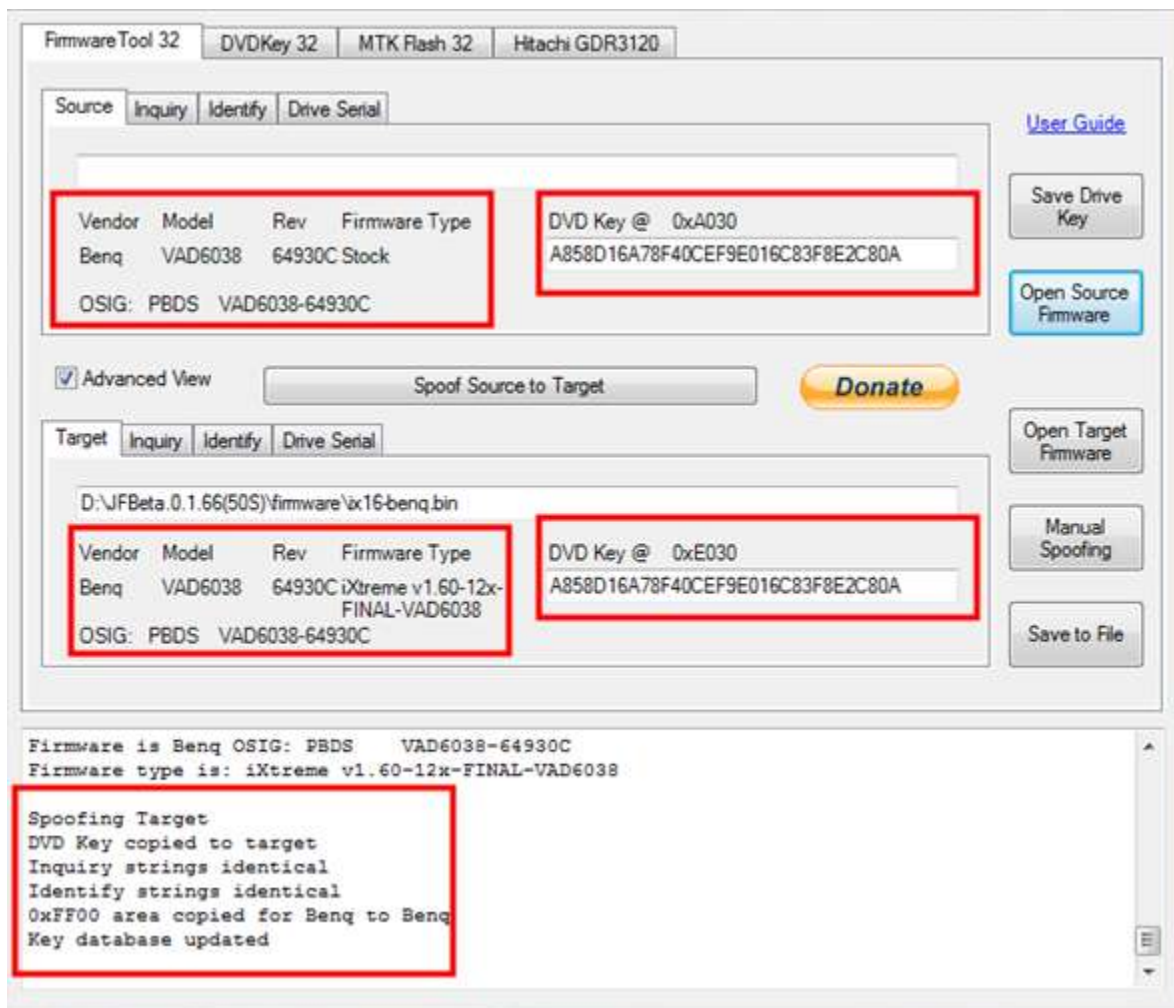 FirmwareTool 32 DVDKey 32 MTK Flash 32 Hitachi GDR3120
Source Inquiry Identify Drive Serial
User Guide
Save Drive
Key
Vendor Model Rev Firmware Type
Benq VAD6038 64930C Stock
OSIG: PBDS VAD6038-64930C
DVD Key @ 0xA030
A858D16A78F40CEF9E016C83F8E2C80A
Open Source
Firmware
Advanced View
Spoof Source to Target
Donate
Target Inquiry Identify Drive Serial
Open Target
Firmware
D:\JFBeta.0.1.66(50S)\firmware\ix16-benq.bin
Vendor Model Rev Firmware Type
Benq VAD6038 64930C iXtreme v1.60-12x-
FINAL-VAD6038
OSIG: PBDS VAD6038-64930C
DVD Key @ 0xE030
A858D16A78F40CEF9E016C83F8E2C80A
Manual
Spoofing
Save to File
Firmware is Benq OSIG: PBDS VAD6038-64930C
Firmware type is: iXtreme v1.60-12x-FINAL-VAD6038
Spoofing Target
DVD Key copied to target
Inquiry strings identical
Identify strings identical
0xFF00 area copied for Benq to Benq
Key database updated